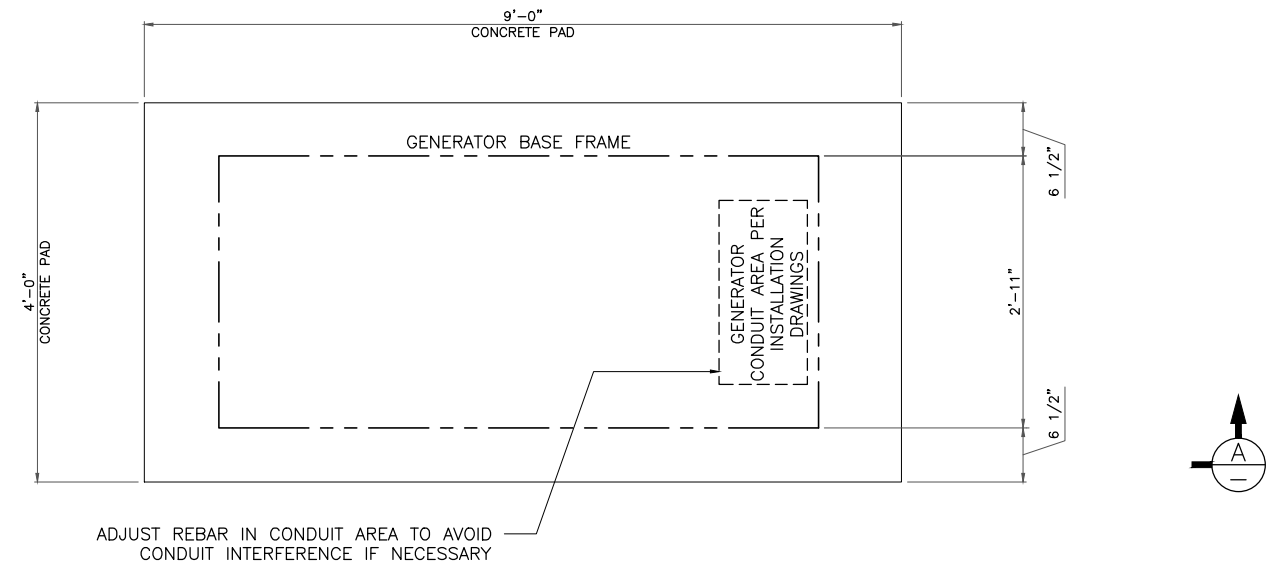 9'-0"
CONCRETE PAD
GENERATOR BASE FRAME
4'-0"
CONCRETE PAD
GENERATOR
CONDUIT AREA PER
INSTALLATION
DRAWINGS
6 1/2"
2'-11"
6 1/2"
A
ADJUST REBAR IN CONDUIT AREA TO AVOID
CONDUIT INTERFERENCE IF NECESSARY